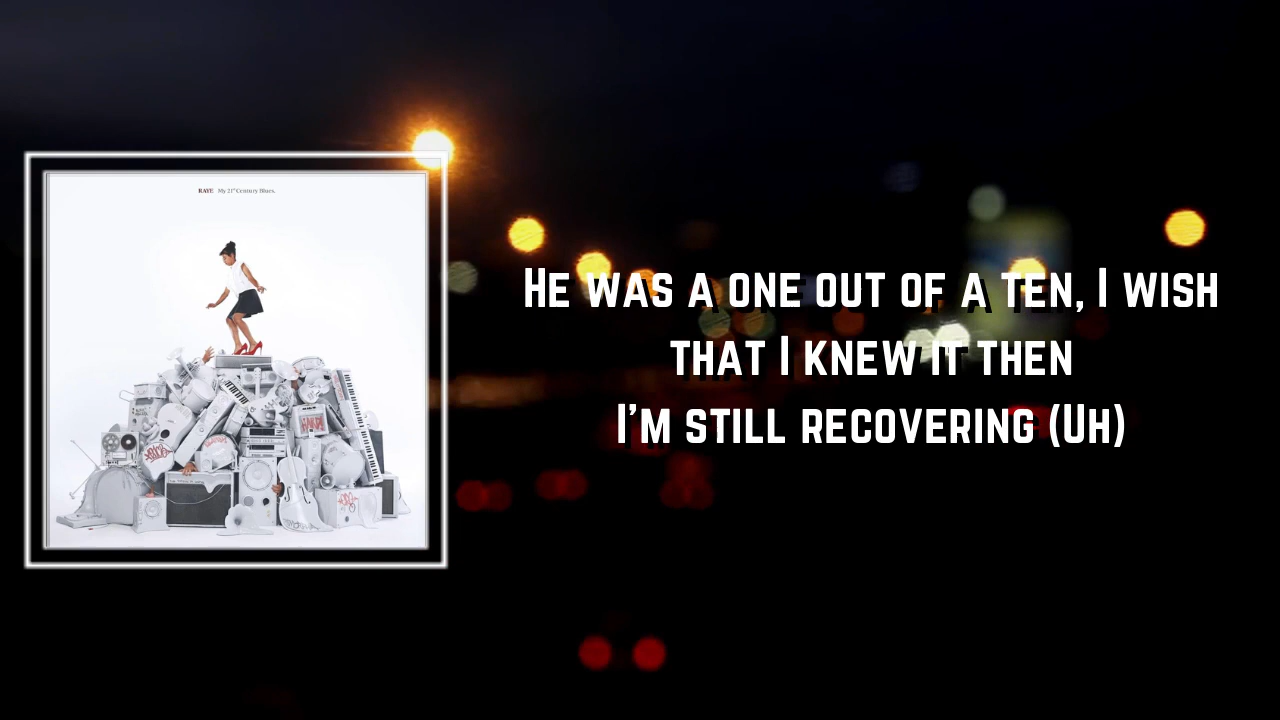 RAYE My 21st Century Blues.
He was a one out of a ten, I wish
that I knew it then
I'm still recovering (Uh)